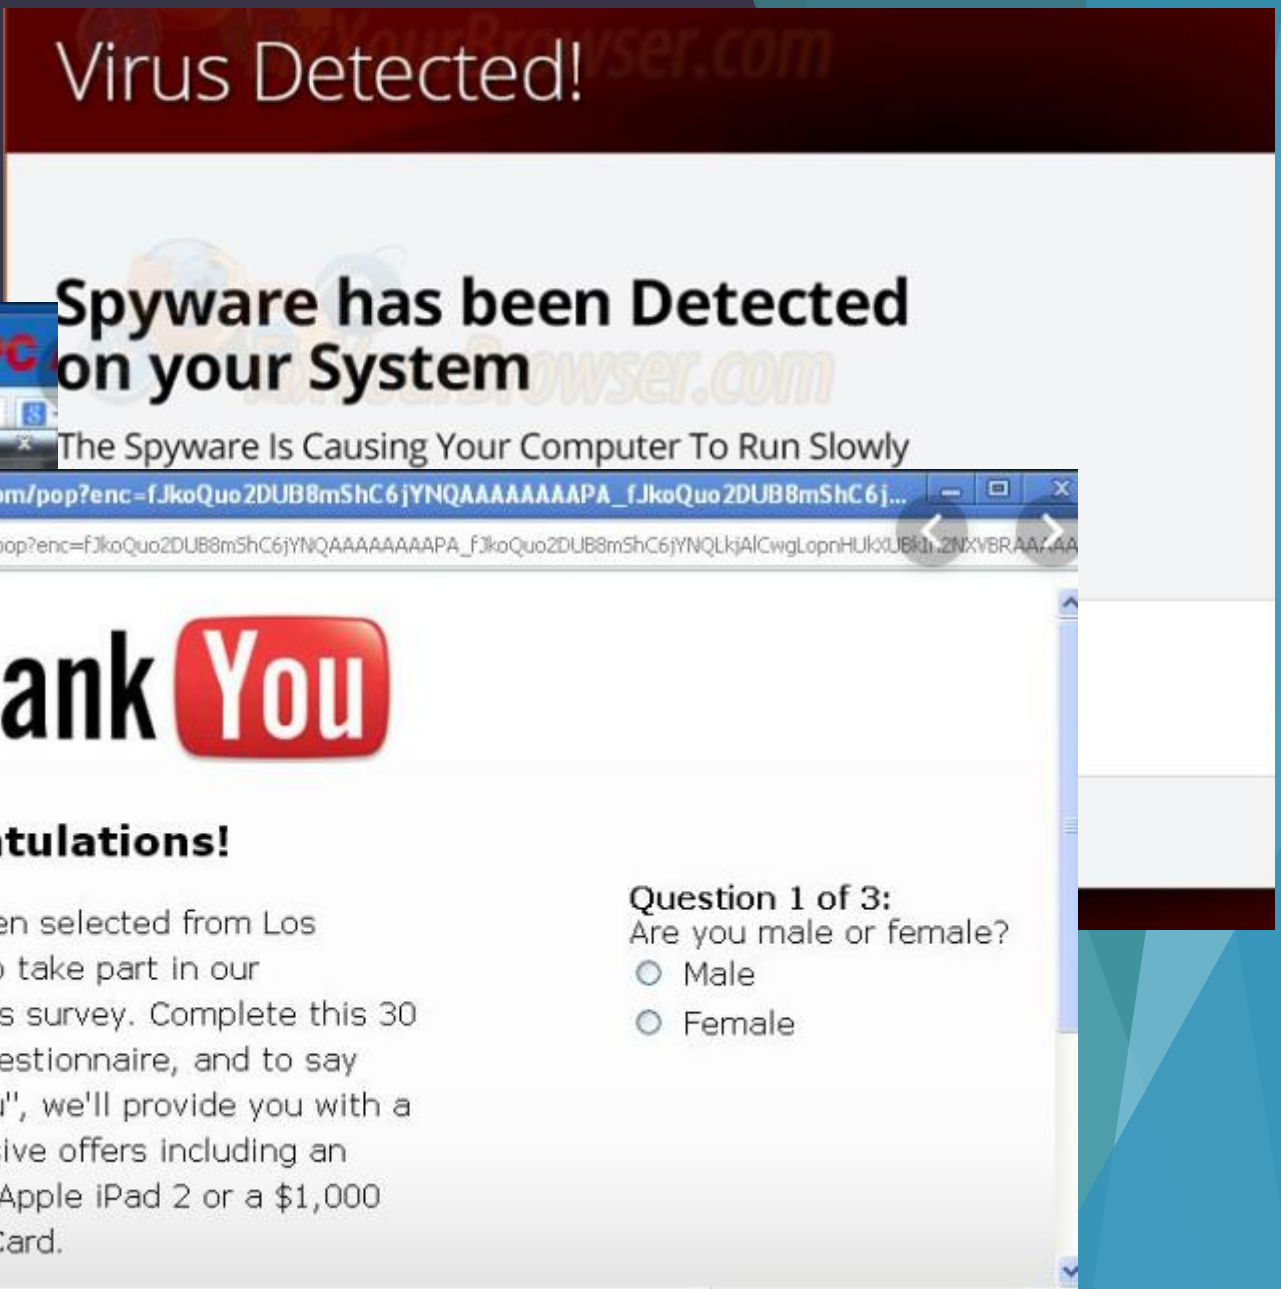 Virus Detected!
Spyware has been Detected
on your System
The Spyware Is Causing Your Computer To Run Slowly
om/pop?enc=fJkoQuo2DUB8mShC6jYNQAAAAAAAAPA_fJkoQuo2DUB8mShC6j...
ank You
tulations!
en selected from Los
take part in our
s survey. Complete this 30
estionnaire, and to say
u", we'll provide you with a
sive offers including an
Apple iPad 2 or a $1,000
Card.
Question 1 of 3:
Are you male or female?
Male
Female